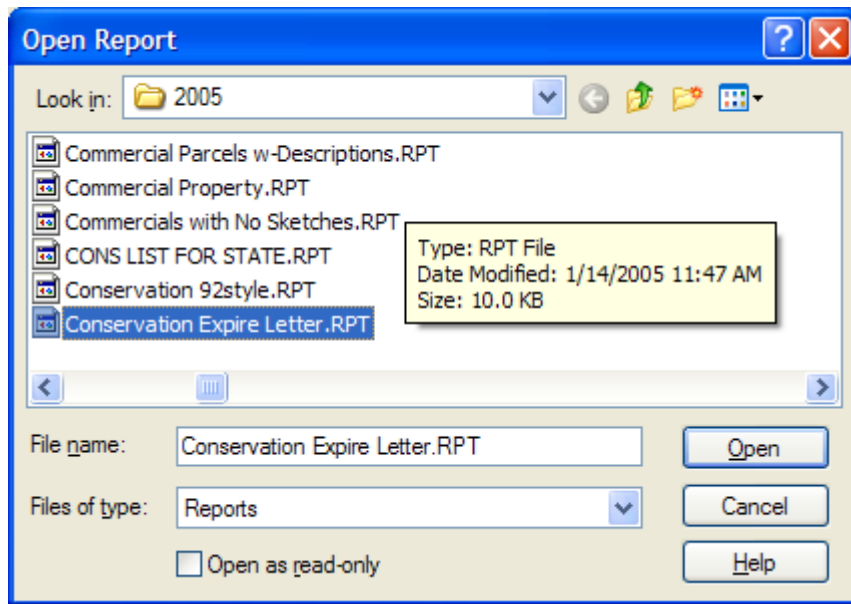 Open Report
Look in: 2005
Commercial Parcels w-Descriptions.RPT
Commercial Property.RPT
Commercials with No Sketches.RPT
CONS LIST FOR STATE.RPT
Conservation 92style.RPT
Conservation Expire Letter.RPT
Type: RPT File
Date Modified: 1/14/2005 11:47 AM
Size: 10.0 KB
File name: Conservation Expire Letter.RPT Open
Files of type: Reports Cancel
Open as read-only Help